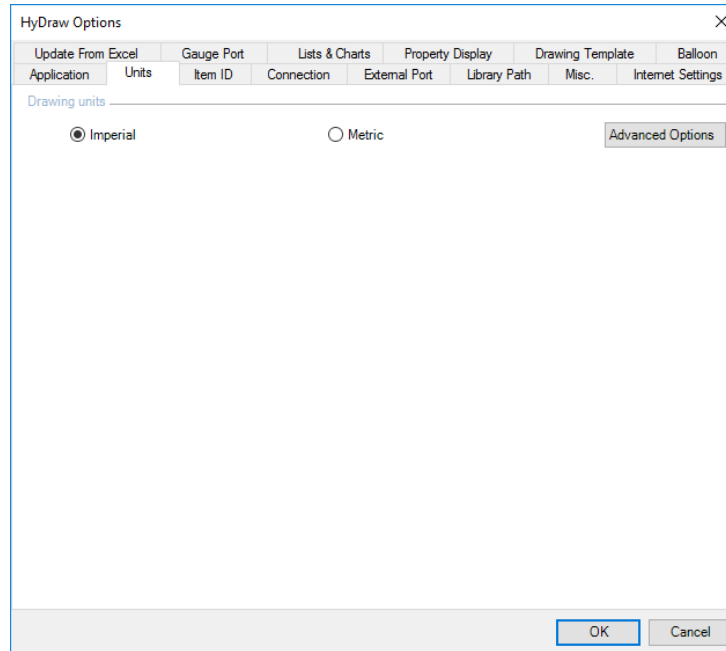 HyDraw Options
Update From Excel Gauge Port Lists & Charts Property Display Drawing Template Balloon
Application Units Item ID Connection External Port Library Path Misc. Internet Settings
Drawing units
Imperial Metric Advanced Options
OK Cancel